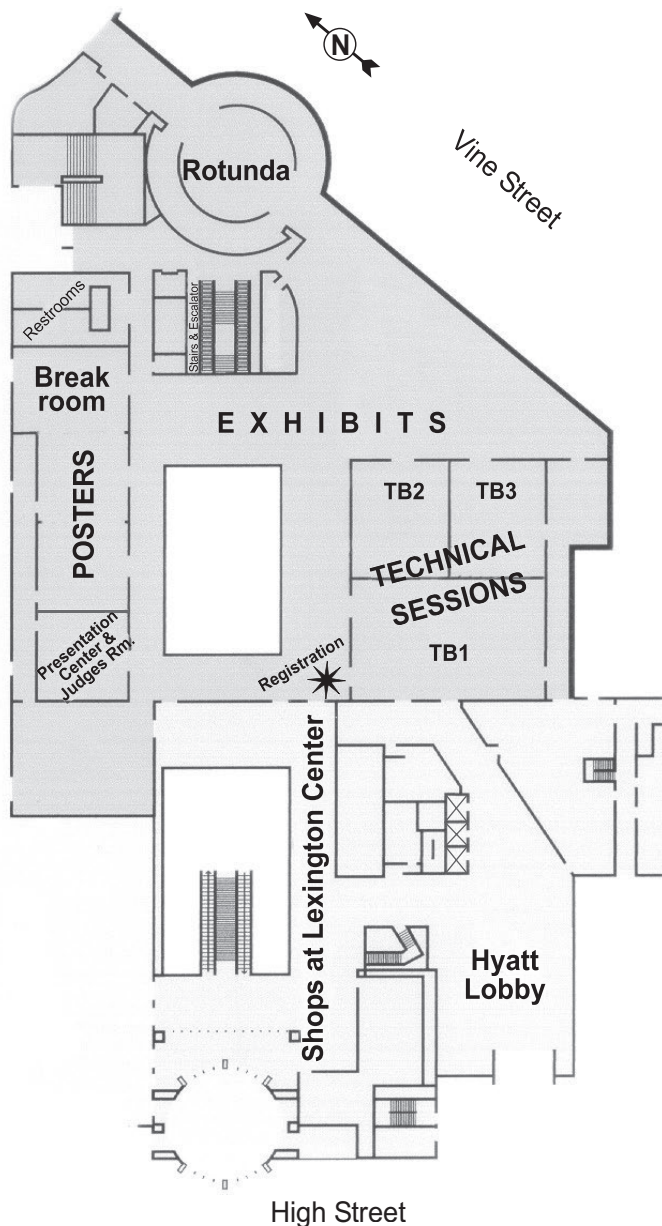 N
Vine Street
Rotunda
Restrooms
Stairs & Escalator
Break
room
EXHIBITS
POSTERS
TB2
TB3
TECHNICAL
SESSIONS
TB1
Presentation
Center &
Judges Rm.
Registration
Shops at Lexington Center
Hyatt
Lobby
High Street